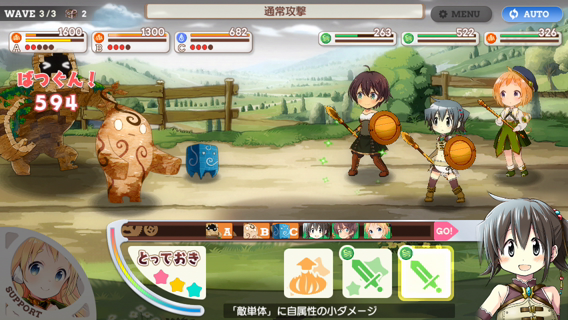 WAVE 3/3 2
通常攻撃
MENU
AUTO
1600
A
1300
B
682
C
263
522
326
ばつぐん！
594
A B C
GO!
とっておき
SUPPORT
「敵単体」に自属性の小ダメージ